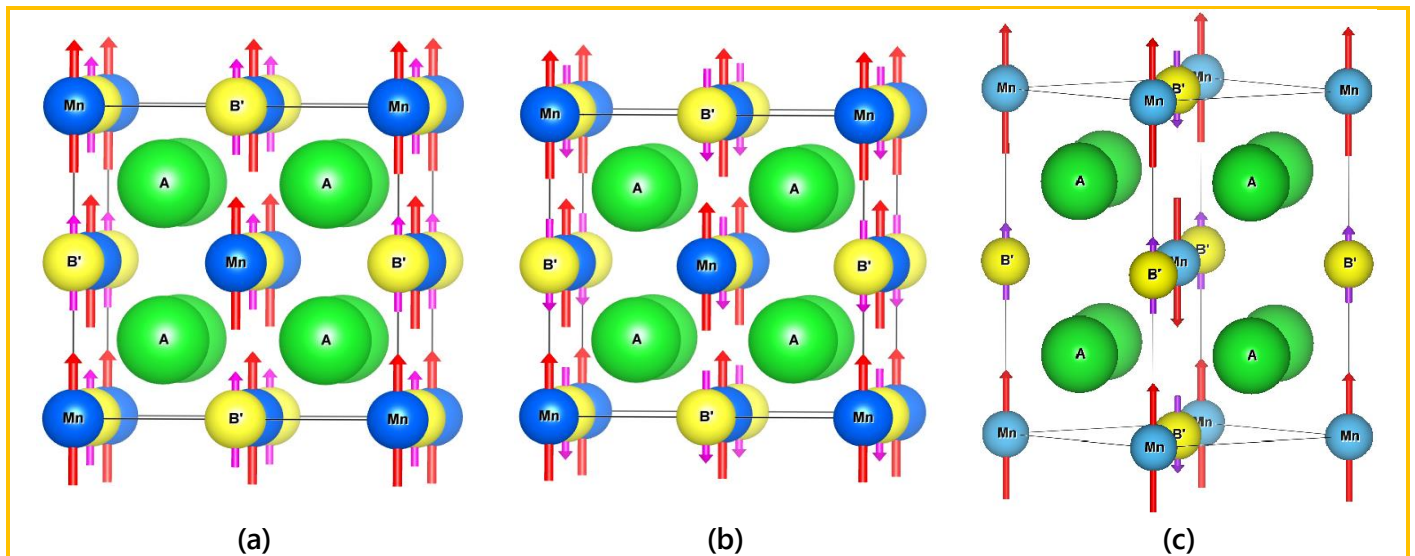 Mn B' Mn
A A
B' Mn B'
A A
Mn B' Mn
(a)
Mn B' Mn
A A
B' Mn B'
A A
Mn B' Mn
(b)
Mn Mn B' Mn Mn
A A
B' B' Mn B' B'
A A
Mn Mn B' Mn Mn
(c)